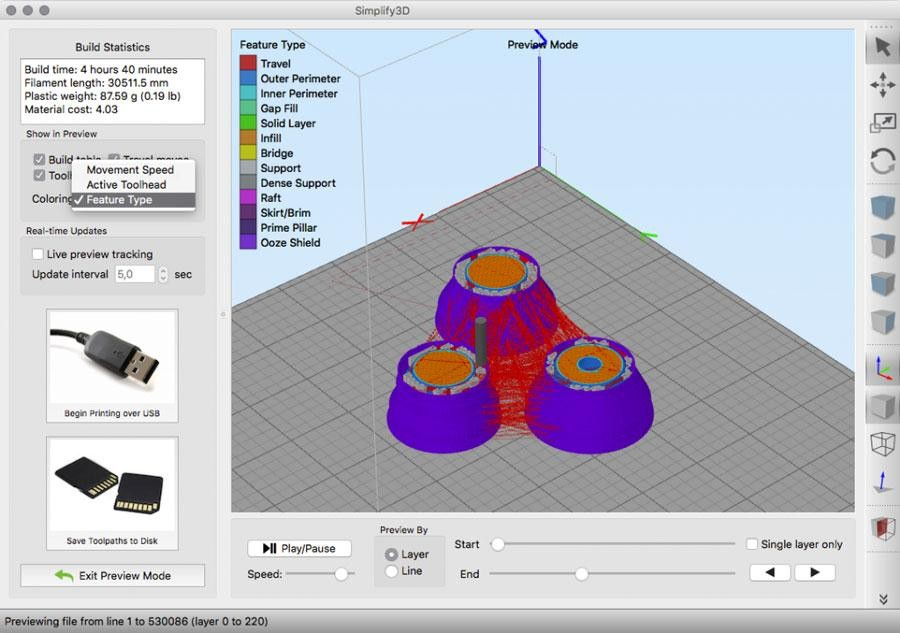 Simplify3D
Build Statistics
Build time: 4 hours 40 minutes
Filament length: 30511.5 mm
Plastic weight: 87.59 g (0.19 lb)
Material cost: 4.03
Show in Preview
Build table
Travel moves
Movement Speed
Active Toolhead
Coloring
Feature Type
Real-time Updates
Live preview tracking
Update interval 5,0 sec
Begin Printing over USB
Save Toolpaths to Disk
Exit Preview Mode
Feature Type
Travel
Outer Perimeter
Inner Perimeter
Gap Fill
Solid Layer
Infill
Bridge
Support
Dense Support
Raft
Skirt/Brim
Prime Pillar
Ooze Shield
Preview Mode
Play/Pause
Speed:
Preview By
Layer
Line
Start
End
Single layer only
Previewing file from line 1 to 530086 (layer 0 to 220)